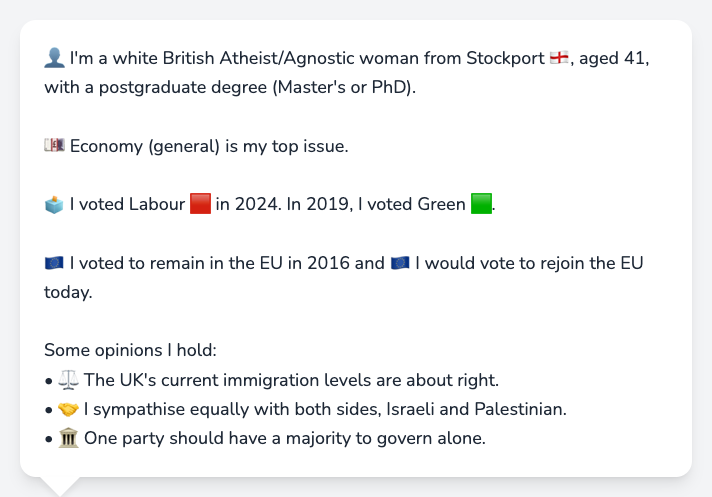 👤 I'm a white British Atheist/Agnostic woman from Stockport 🏴󠁧󠁢󠁥󠁮󠁧󠁿, aged 41,
with a postgraduate degree (Master's or PhD).
💷 Economy (general) is my top issue.
🗳️ I voted Labour 🟥 in 2024. In 2019, I voted Green 🟩.
🇪🇺 I voted to remain in the EU in 2016 and 🇪🇺 I would vote to rejoin the EU
today.
Some opinions I hold:
• ⚖️ The UK's current immigration levels are about right.
• 🤝 I sympathise equally with both sides, Israeli and Palestinian.
• 🏛️ One party should have a majority to govern alone.